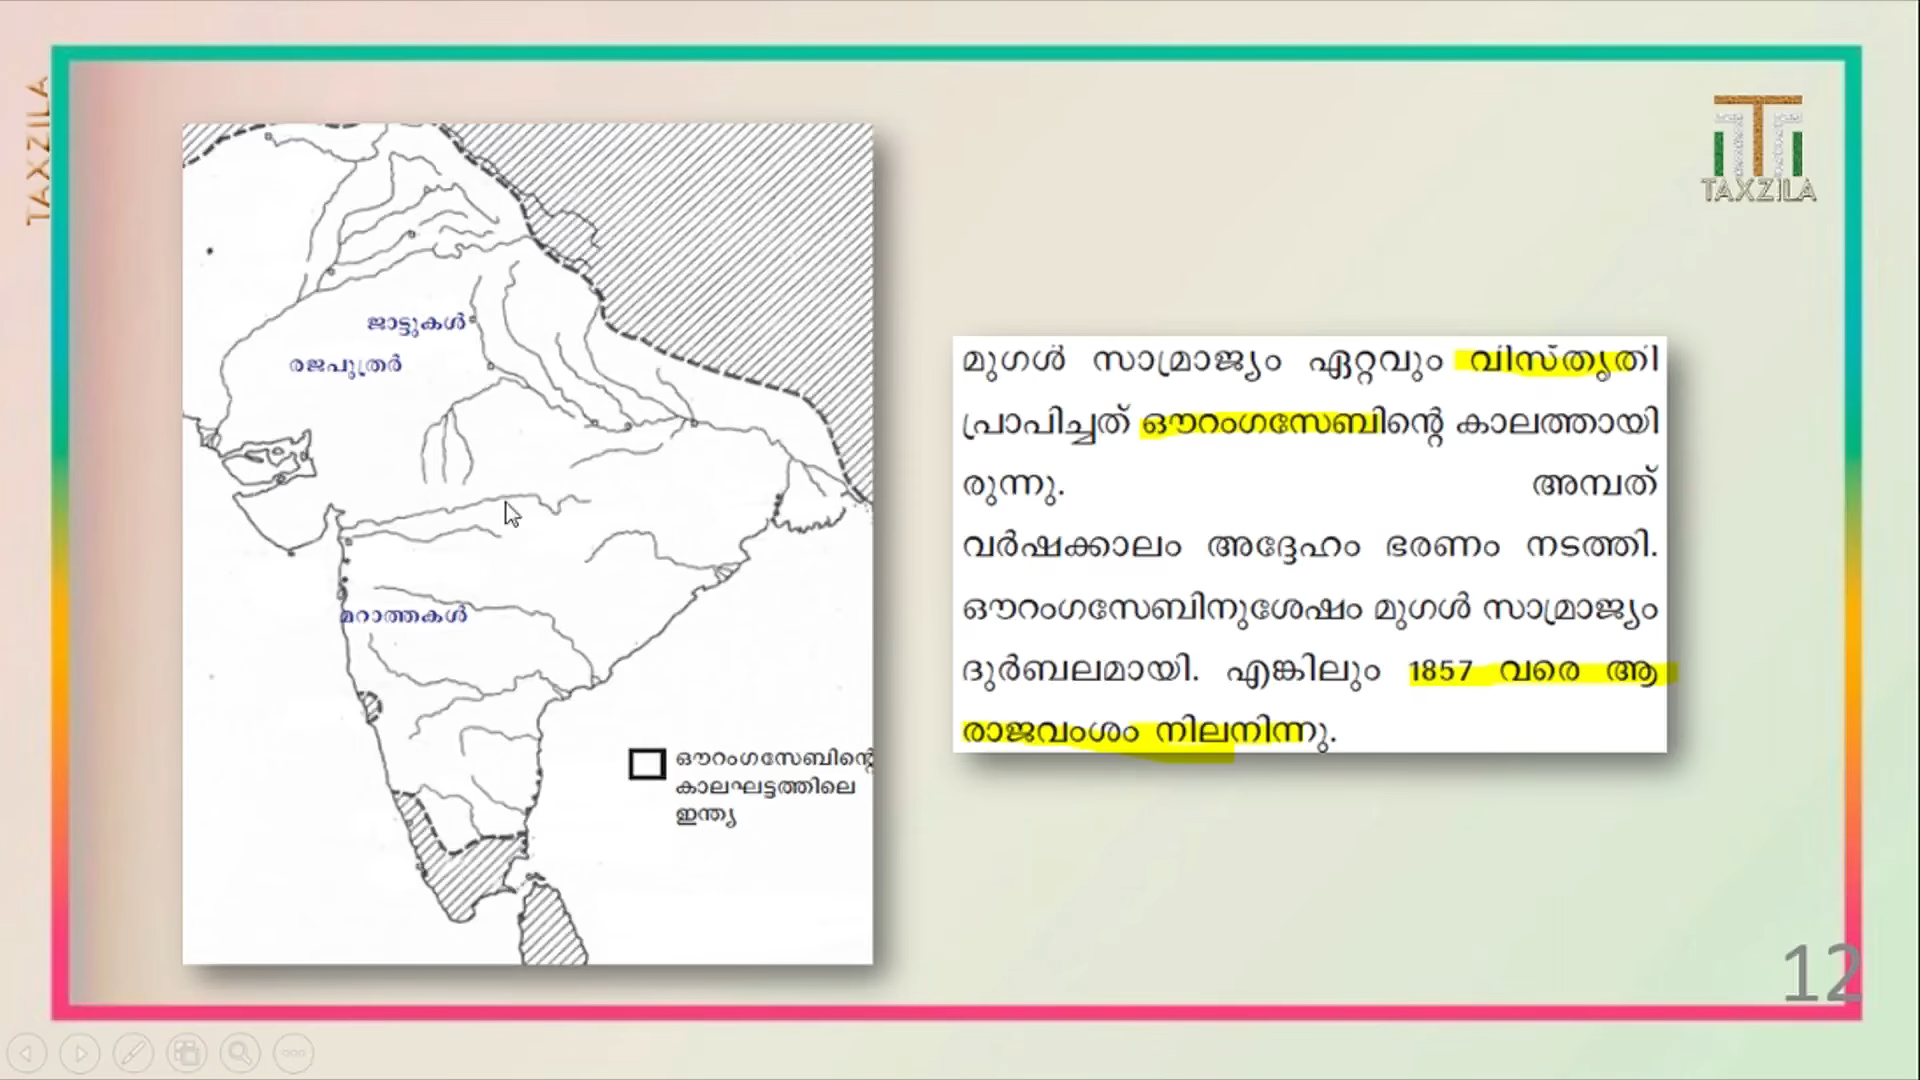 TAXZILA
TAXZILA
ജാട്ടുകൾ
രജപുത്രർ
മറാത്തകൾ
ഔറംഗസേബിന്റെ
കാലഘട്ടത്തിലെ
ഇന്ത്യ
മുഗൾ സാമ്രാജ്യം ഏറ്റവും വിസ്തൃതി
പ്രാപിച്ചത് ഔറംഗസേബിന്റെ കാലത്തായി
രുന്നു. അമ്പത്
വർഷക്കാലം അദ്ദേഹം ഭരണം നടത്തി.
ഔറംഗസേബിനുശേഷം മുഗൾ സാമ്രാജ്യം
ദുർബലമായി. എങ്കിലും 1857 വരെ ആ
രാജവംശം നിലനിന്നു.
12